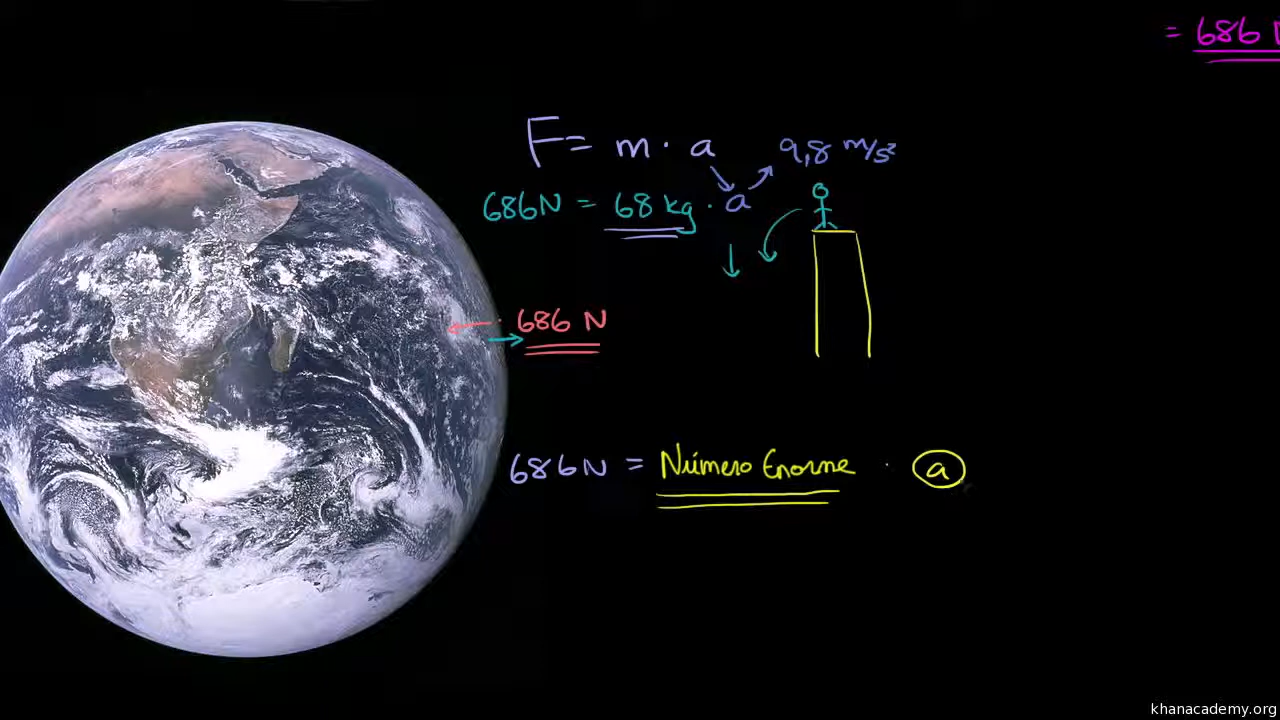 = 686
F = m · a 9,8 m/s²
686N = 68 kg · a
686 N
686N = Número Enorme · a
khanacademy.org